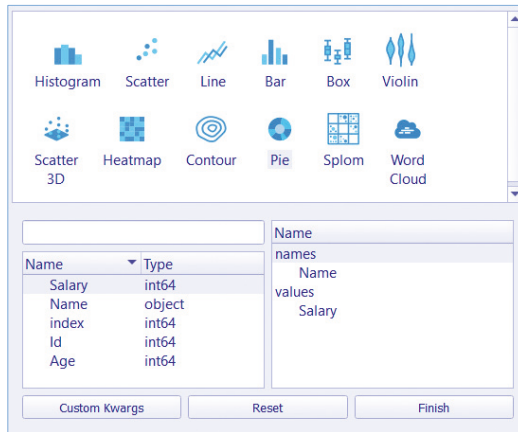 Histogram Scatter Line Bar Box Violin
Scatter 3D Heatmap Contour Pie Splom Word Cloud
Name Type
Salary int64
Name object
index int64
Id int64
Age int64
Name
names
Name
values
Salary
Custom Kwargs Reset Finish